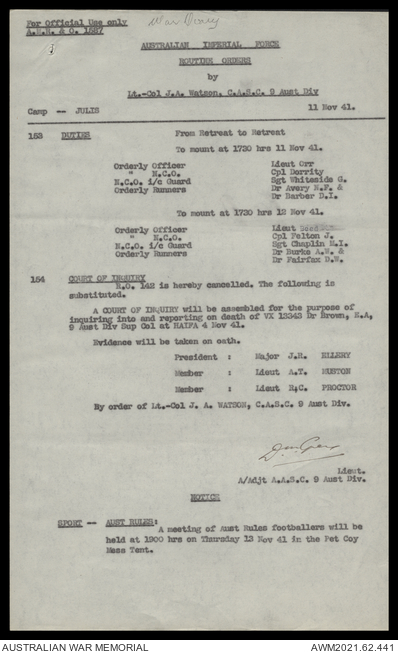 For Official Use only
War Diary
A.E.H. & O. 1887
AUSTRALIAN IMPERIAL FORCE
ROUTINE ORDERS
by
Lt.-Col J.A. Watson, C.A.S.C. 9 Aust Div
Camp -- JULIS 11 Nov 41.
153 DUTIES From Retreat to Retreat
To mount at 1730 hrs 11 Nov 41.
Orderly Officer Lieut Orr
" N.C.O. Cpl Dorrity
N.C.O. i/c Guard Sgt Whiteside G.
Orderly Runners Dr Avery N.F. &
Dr Barber D.I.
To mount at 1730 hrs 12 Nov 41.
Orderly Officer Lieut
" N.C.O. Cpl Felton J.
N.C.O. i/c Guard Sgt Chaplin M.I.
Orderly Runners Dr Burke A.W. &
Dr Fairfax D.W.
154 COURT OF INQUIRY
R.O. 142 is hereby cancelled. The following is
substituted.
A COURT OF INQUIRY will be assembled for the purpose of
inquiring into and reporting on death of VX 13343 Dr Brown, E.A,
9 Aust Div Sup Col at HAIFA 4 Nov 41.
Evidence will be taken on oath.
President : Major J.R. ELLERY
Member : Lieut A.T. MUSTON
Member : Lieut R.C. PROCTOR
By order of Lt.-Col J. A. WATSON, C.A.S.C. 9 Aust Div.
Lieut.
A/Adjt A.A.S.C. 9 Aust Div.
NOTICE
SPORT -- AUST RULES:
A meeting of Aust Rules footballers will be
held at 1900 hrs on Thursday 13 Nov 41 in the Pet Coy
Mess Tent.
AUSTRALIAN WAR MEMORIAL AWM2021.62.441